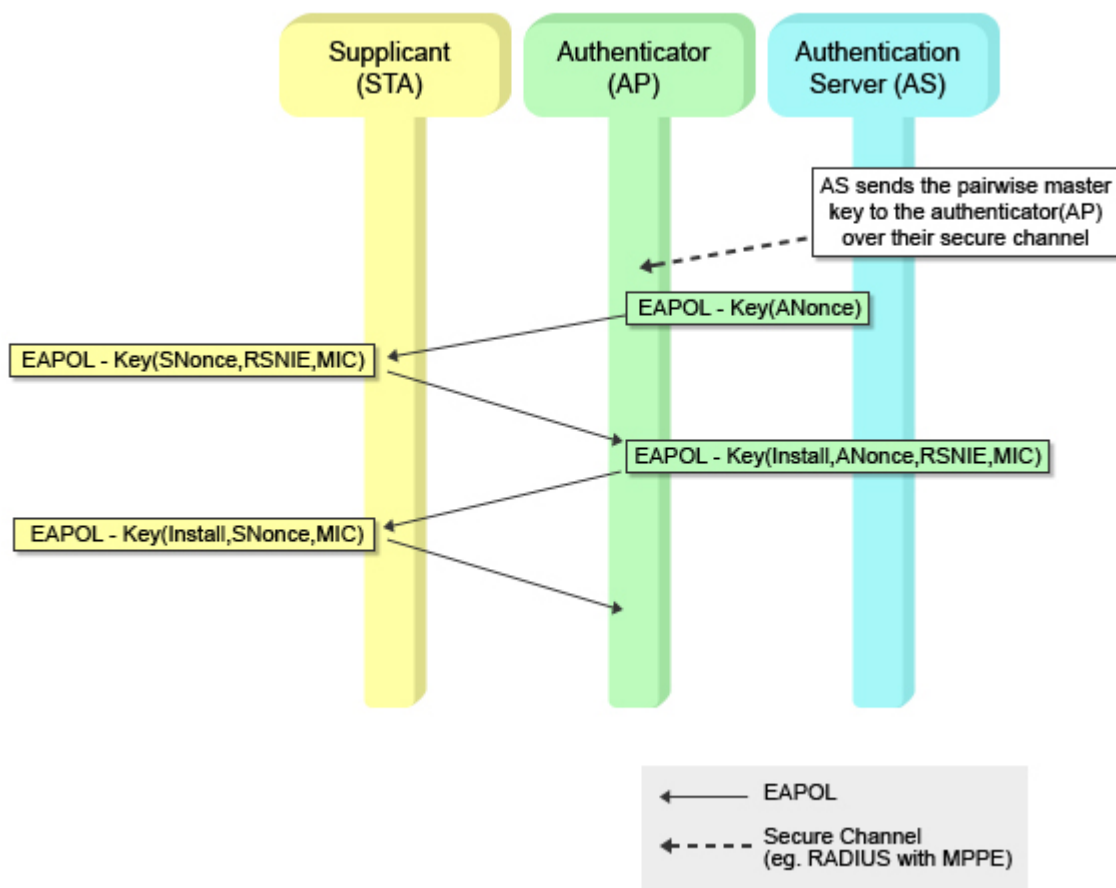 Supplicant
(STA)
Authenticator
(AP)
Authentication
Server (AS)
AS sends the pairwise master
key to the authenticator(AP)
over their secure channel
EAPOL - Key(ANonce)
EAPOL - Key(SNonce,RSNIE,MIC)
EAPOL - Key(Install,ANonce,RSNIE,MIC)
EAPOL - Key(Install,SNonce,MIC)
EAPOL
Secure Channel
(eg. RADIUS with MPPE)